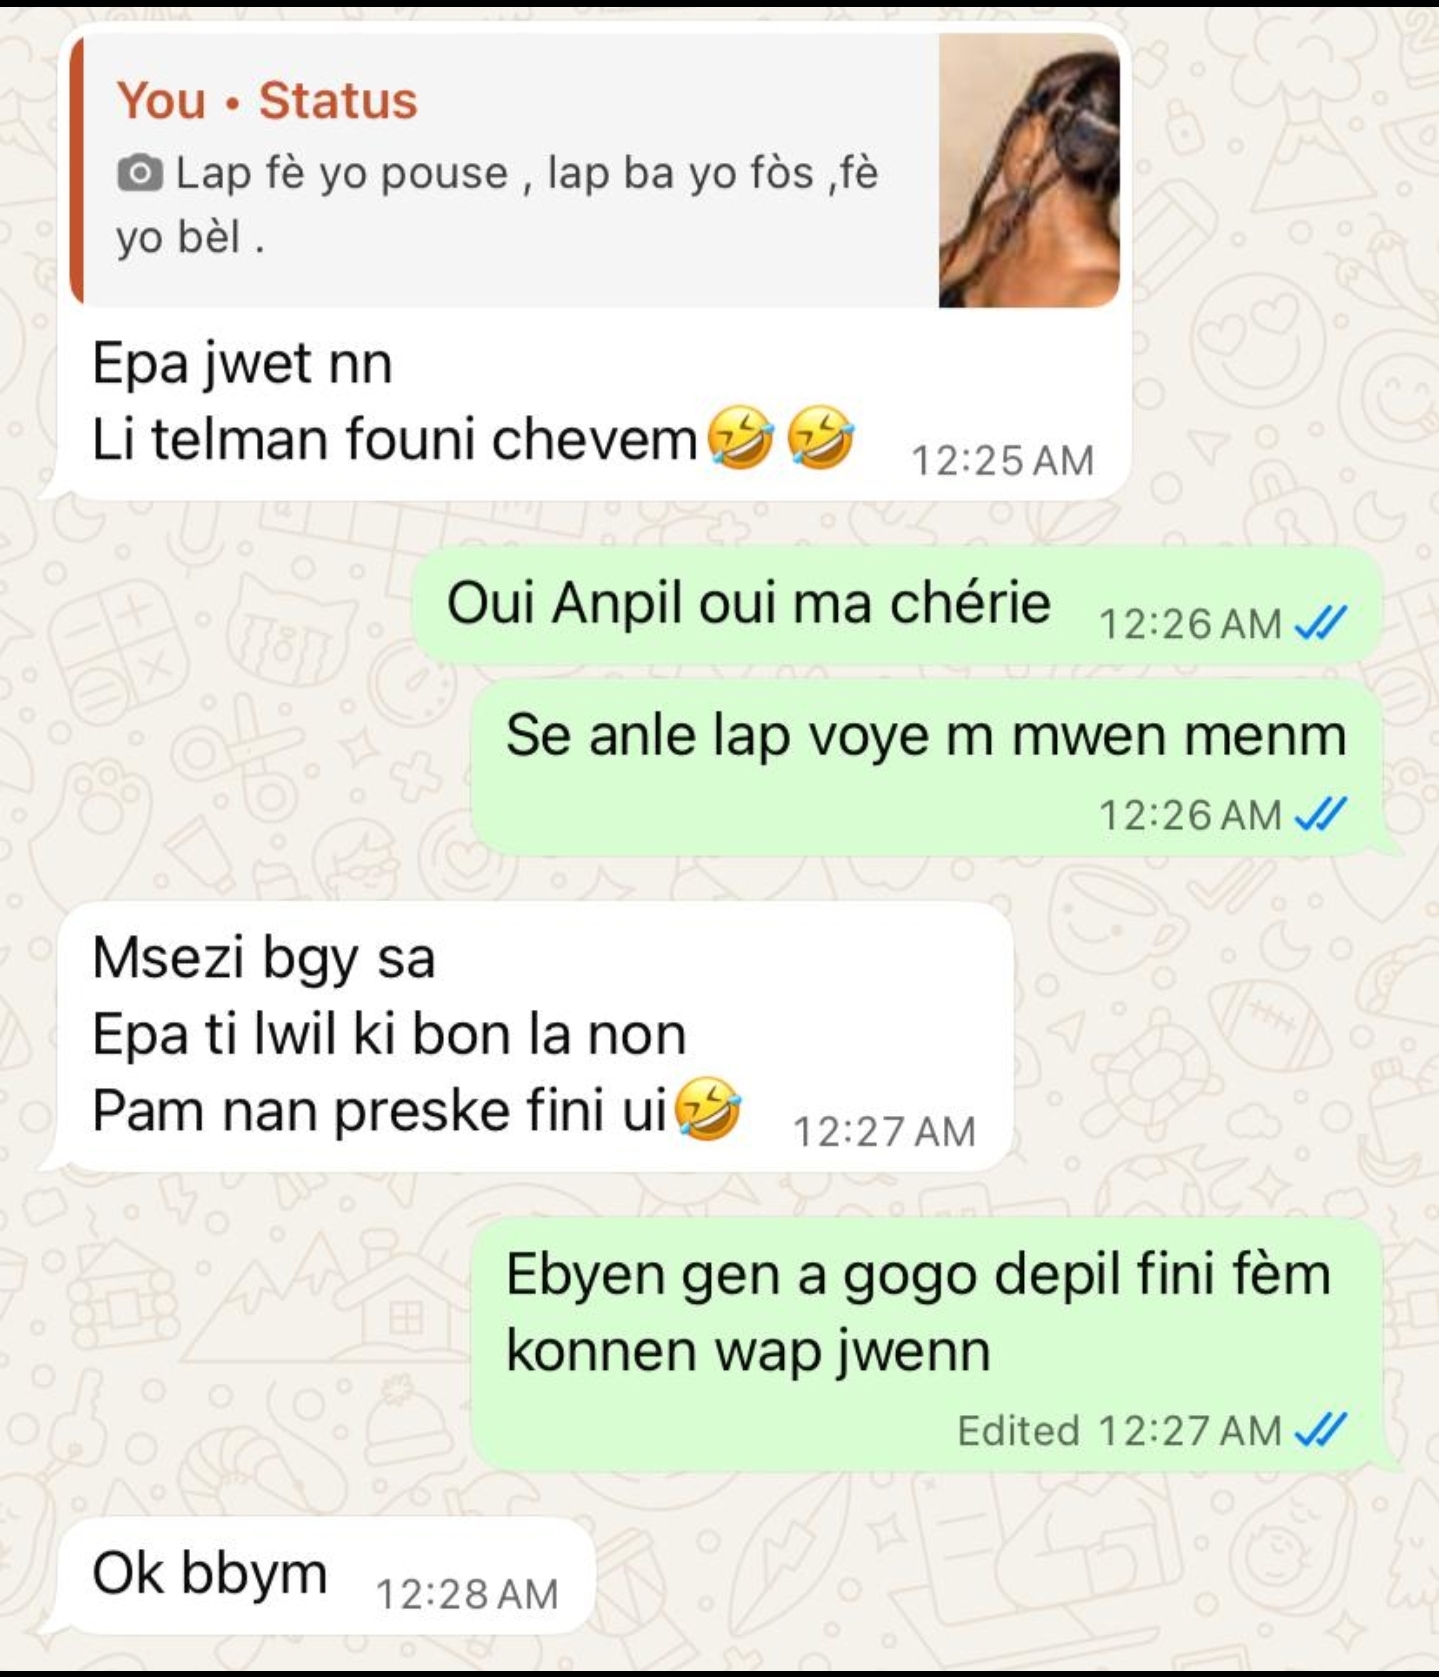 You • Status
Lap fè yo pouse , lap ba yo fòs ,fè
yo bèl .
Epa jwet nn
Li telman founi chevem🤣🤣
12:25 AM
Oui Anpil oui ma chérie
12:26 AM
Se anle lap voye m mwen menm
12:26 AM
Msezi bgy sa
Epa ti lwil ki bon la non
Pam nan preske fini ui🤣
12:27 AM
Ebyen gen a gogo depil fini fèm
konnen wap jwenn
Edited 12:27 AM
Ok bbym
12:28 AM